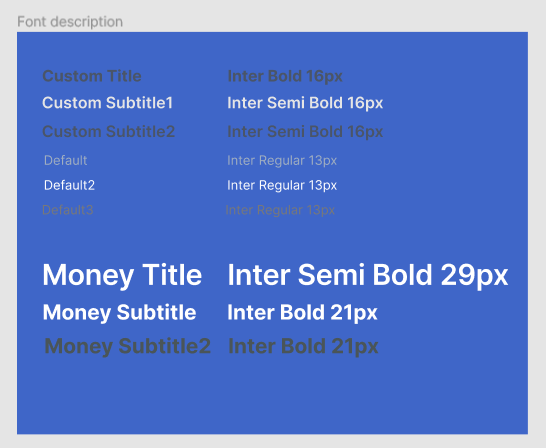 Font description
Custom Title Inter Bold 16px
Custom Subtitle1 Inter Semi Bold 16px
Custom Subtitle2 Inter Semi Bold 16px
Default Inter Regular 13px
Default2 Inter Regular 13px
Default3 Inter Regular 13px
Money Title Inter Semi Bold 29px
Money Subtitle Inter Bold 21px
Money Subtitle2 Inter Bold 21px